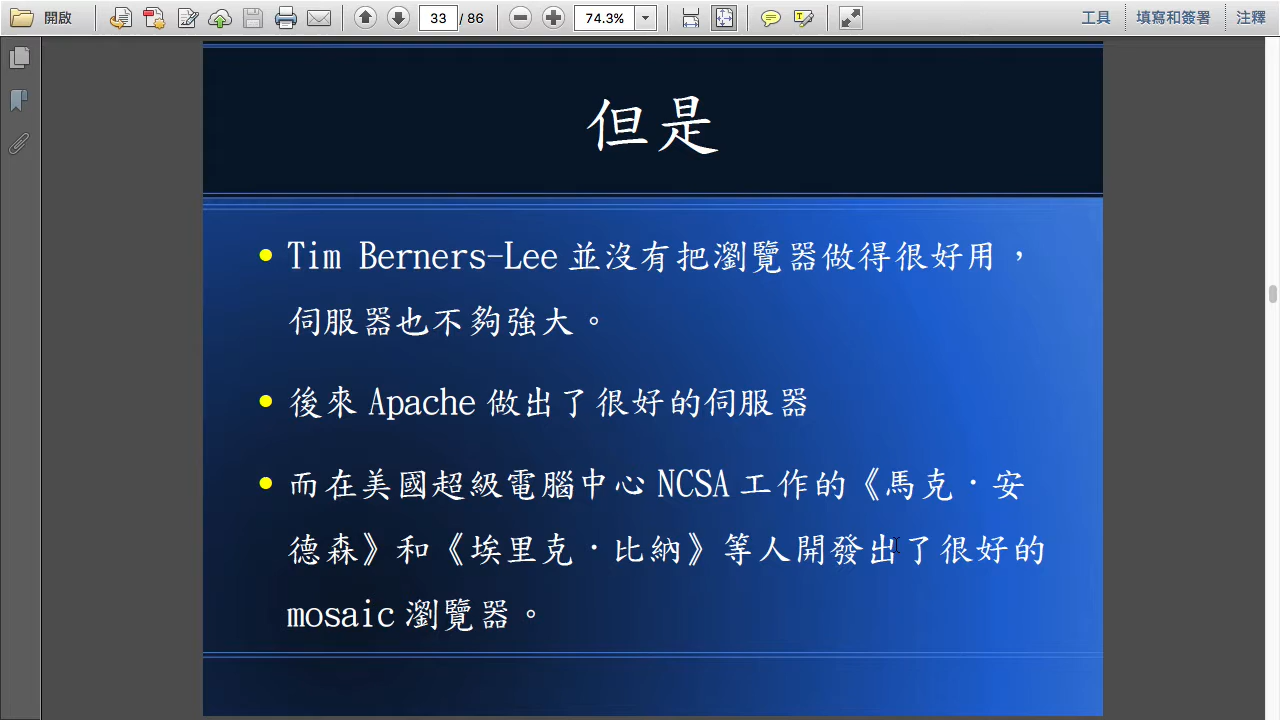 開啟
33 / 86
74.3%
工具
填寫和簽署
注釋
但是
Tim Berners-Lee 並沒有把瀏覽器做得很好用，
伺服器也不夠強大。
後來 Apache 做出了很好的伺服器
而在美國超級電腦中心 NCSA 工作的《馬克．安
德森》和《埃里克．比納》等人開發出了很好的
mosaic 瀏覽器。